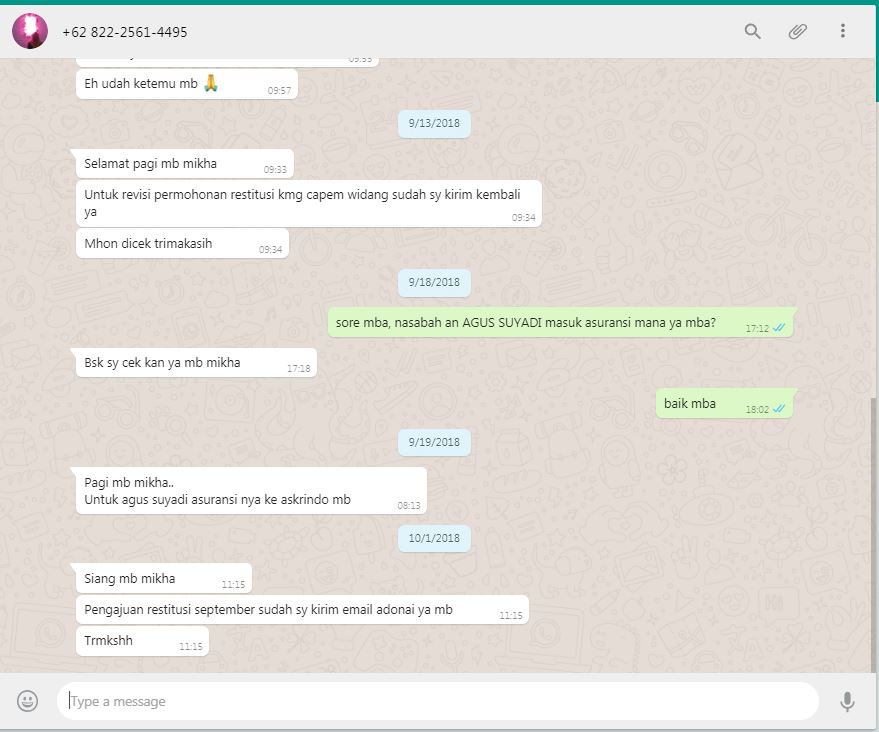 +62 822-2561-4495
09:53
Eh udah ketemu mb 🙏
09:57
9/13/2018
Selamat pagi mb mikha
09:33
Untuk revisi permohonan restitusi kmg capem widang sudah sy kirim kembali
ya
09:34
Mhon dicek trimakasih
09:34
9/18/2018
sore mba, nasabah an AGUS SUYADI masuk asuransi mana ya mba?
17:12
Bsk sy cek kan ya mb mikha
17:18
baik mba
18:02
9/19/2018
Pagi mb mikha..
Untuk agus suyadi asuransi nya ke askrindo mb
08:13
10/1/2018
Siang mb mikha
11:15
Pengajuan restitusi september sudah sy kirim email adonai ya mb
11:15
Trmkshh
11:15
Type a message